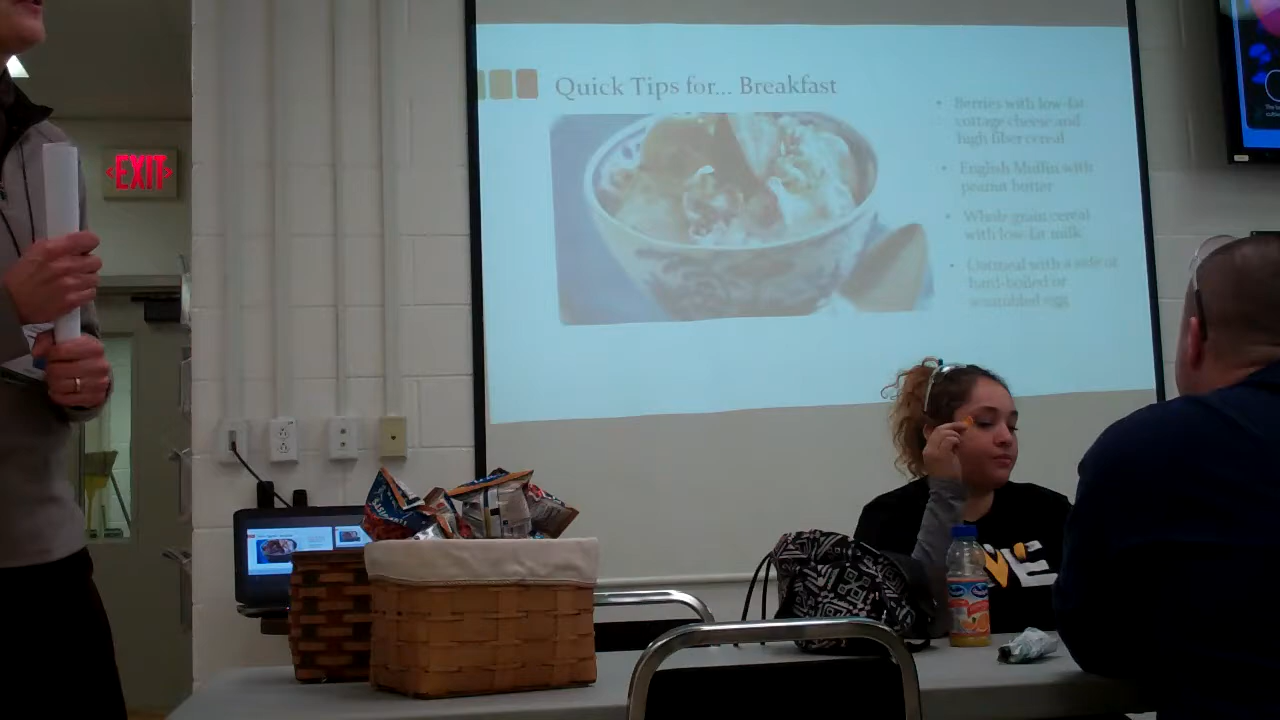 EXIT
Quick Tips for... Breakfast
• Berries with low-fat
cottage cheese and
high fiber cereal
• English Muffin with
peanut butter
• Whole grain cereal
with low-fat milk
• Oatmeal with a side of
hard-boiled or
scrambled egg